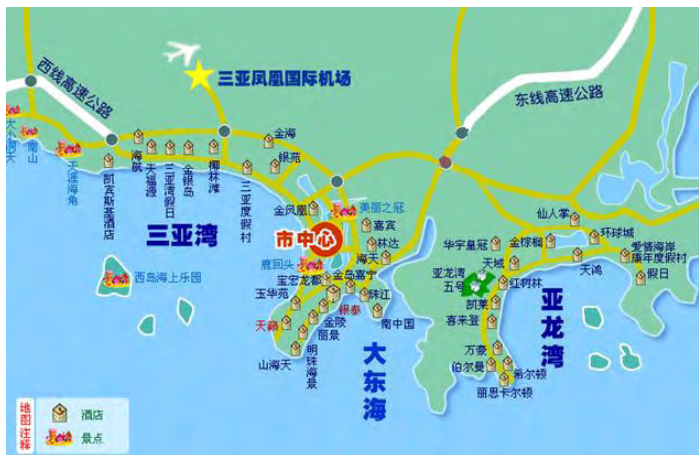 西线高速公路
三亚凤凰国际机场
东线高速公路
大小洞天
南山
天涯海角
凯宾斯基酒店
海航
天福源
三亚湾假日
金银岛
椰林滩
三亚度假村
金海
银苑
三亚湾
金凤凰
美丽之冠
市中心
嘉宾
林达
海天
鹿回头
西岛海上乐园
宝宏龙都
金岛嘉宁
玉华苑
银泰
珠江
南中国
天籁
金陵
丽景
明珠海景
山海天
大东海
仙人掌
华宇皇冠
金棕榈
环球城
爱情海岸
康年度假村
天域
亚龙湾
五号
红树林
天鸿
假日
凯莱
喜来登
亚龙湾
万豪
伯尔曼
希尔顿
丽思卡尔顿
地图注释
酒店
景点